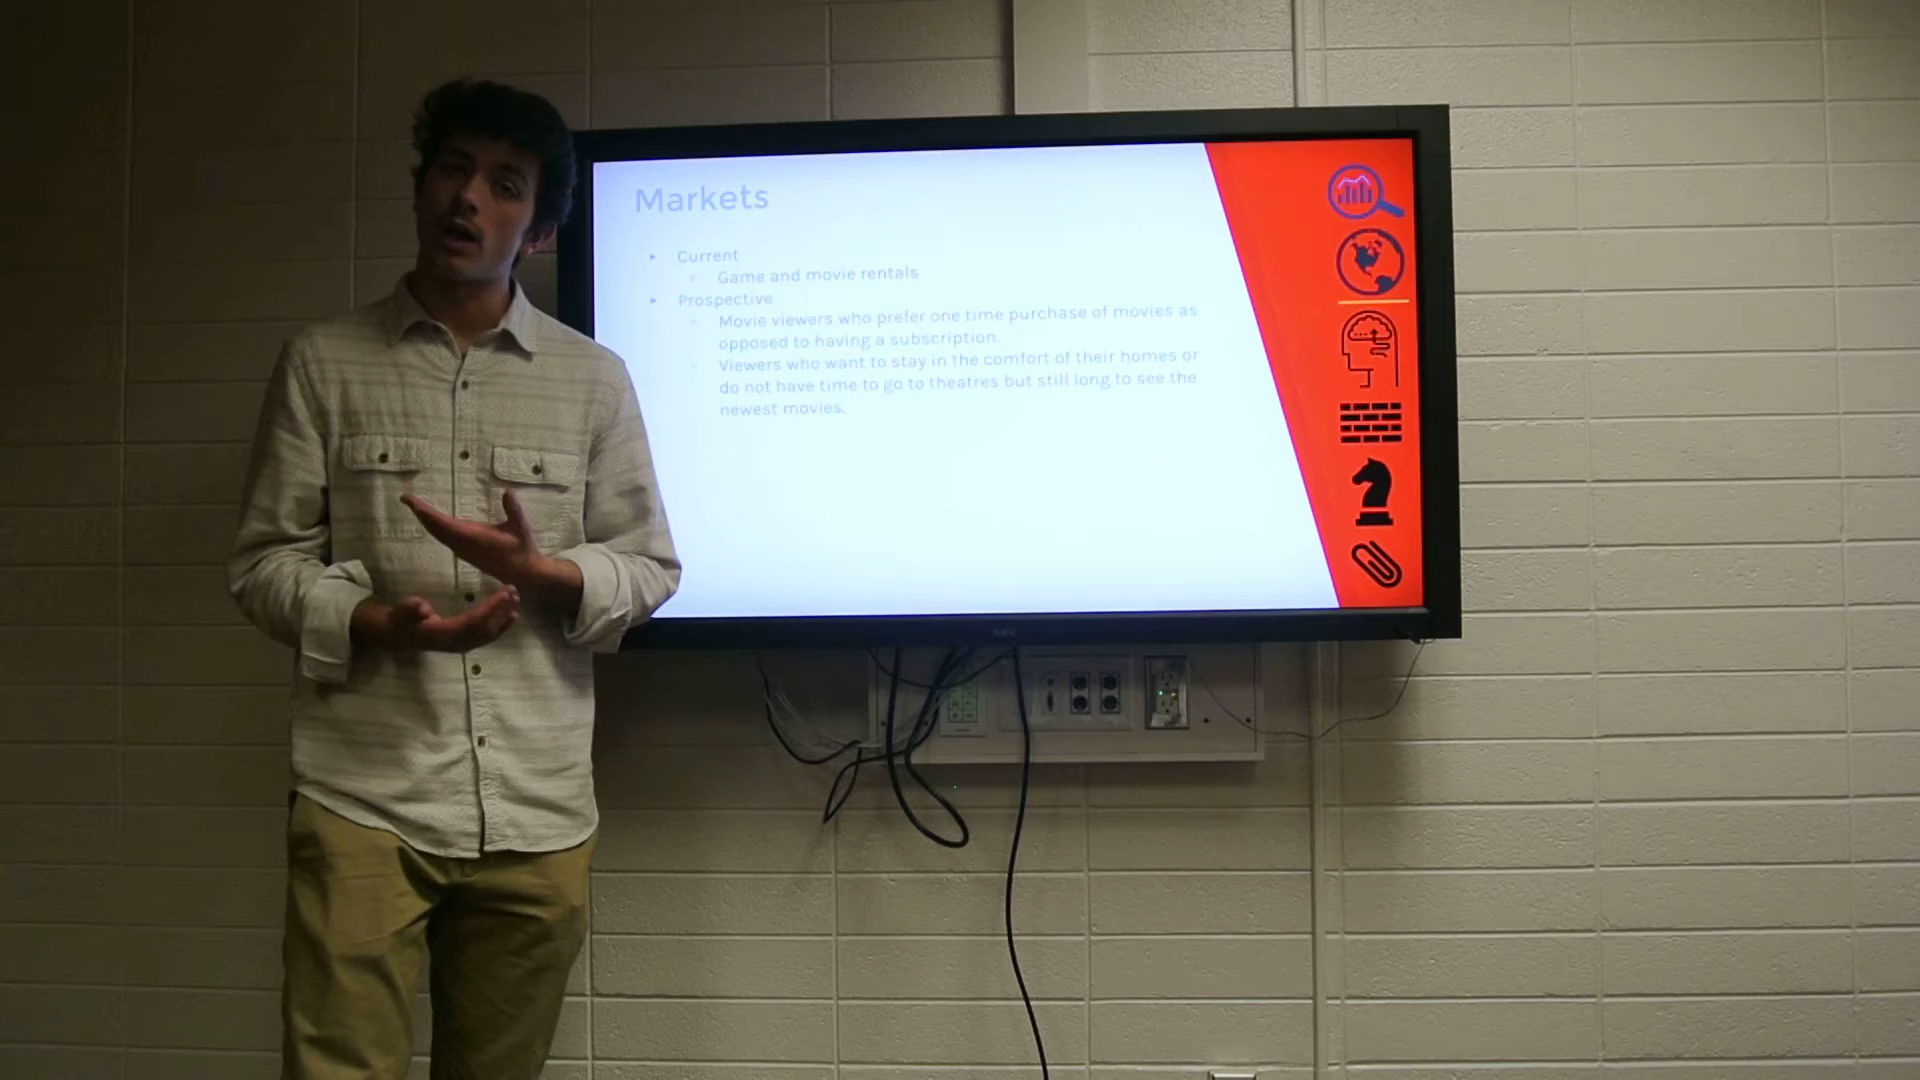 Markets
Current
Game and movie rentals
Prospective
Movie viewers who prefer one time purchase of movies as
opposed to having a subscription.
Viewers who want to stay in the comfort of their homes or
do not have time to go to theatres but still long to see the
newest movies.
NEC